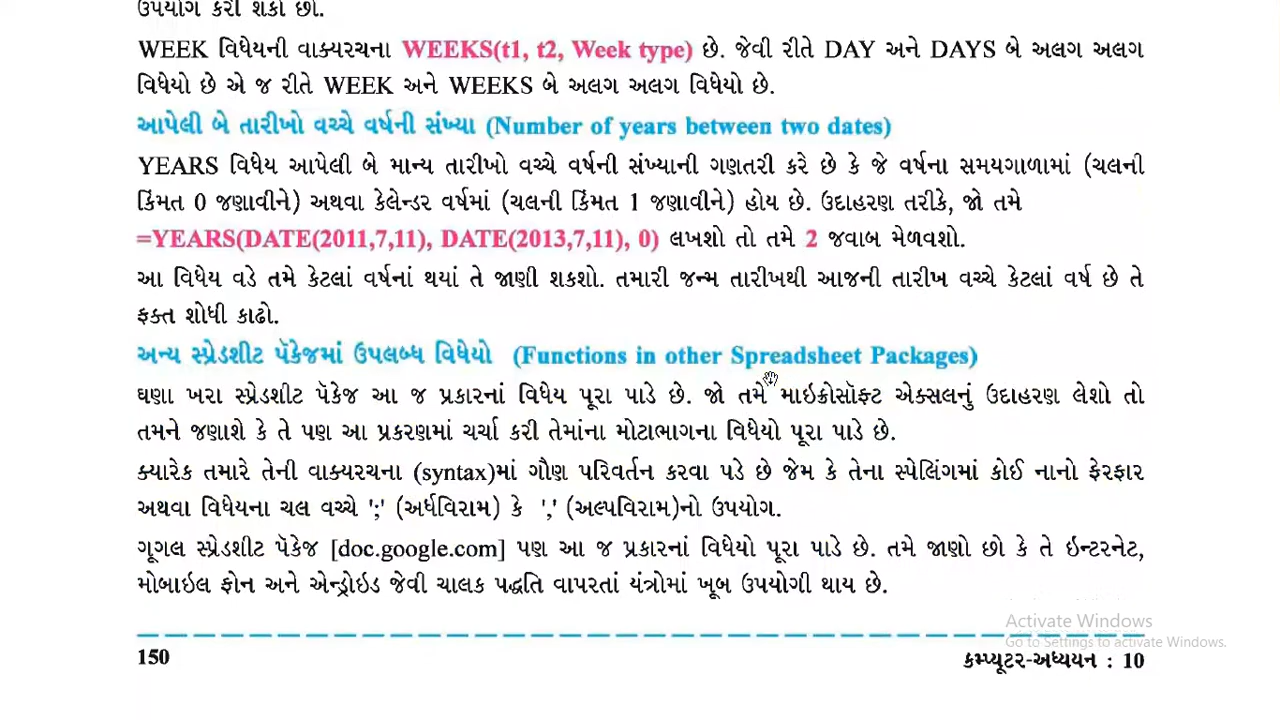 ઉપયોગ કરી શકો છો.
WEEK વિધેયની વાક્યરચના WEEKS(t1, t2, Week type) છે. જેવી રીતે DAY અને DAYS બે અલગ અલગ
વિધેયો છે એ જ રીતે WEEK અને WEEKS બે અલગ અલગ વિધેયો છે.
આપેલી બે તારીખો વચ્ચે વર્ષની સંખ્યા (Number of years between two dates)
YEARS વિધેય આપેલી બે માન્ય તારીખો વચ્ચે વર્ષની સંખ્યાની ગણતરી કરે છે કે જે વર્ષના સમયગાળામાં (ચલની
કિંમત 0 જણાવીને) અથવા કેલેન્ડર વર્ષમાં (ચલની કિંમત 1 જણાવીને) હોય છે. ઉદાહરણ તરીકે, જો તમે
=YEARS(DATE(2011,7,11), DATE(2013,7,11), 0) લખશો તો તમે 2 જવાબ મેળવશો.
આ વિધેય વડે તમે કેટલાં વર્ષનાં થયાં તે જાણી શકશો. તમારી જન્મ તારીખથી આજની તારીખ વચ્ચે કેટલાં વર્ષ છે તે
ફક્ત શોધી કાઢો.
અન્ય સ્પ્રેડશીટ પૅકેજમાં ઉપલબ્ધ વિધેયો (Functions in other Spreadsheet Packages)
ઘણા ખરા સ્પ્રેડશીટ પૅકેજ આ જ પ્રકારનાં વિધેય પૂરા પાડે છે. જો તમે માઇક્રોસૉફ્ટ એક્સલનું ઉદાહરણ લેશો તો
તમને જણાશે કે તે પણ આ પ્રકરણમાં ચર્ચા કરી તેમાંના મોટાભાગના વિધેયો પૂરા પાડે છે.
ક્યારેક તમારે તેની વાક્યરચના (syntax)માં ગૌણ પરિવર્તન કરવા પડે છે જેમ કે તેના સ્પેલિંગમાં કોઈ નાનો ફેરફાર
અથવા વિધેયના ચલ વચ્ચે ';' (અર્ધવિરામ) કે ',' (અલ્પવિરામ)નો ઉપયોગ.
ગૂગલ સ્પ્રેડશીટ પૅકેજ [doc.google.com] પણ આ જ પ્રકારનાં વિધેયો પૂરા પાડે છે. તમે જાણો છો કે તે ઇન્ટરનેટ,
મોબાઇલ ફોન અને એન્ડ્રોઇડ જેવી ચાલક પદ્ધતિ વાપરતાં યંત્રોમાં ખૂબ ઉપયોગી થાય છે.
Activate Windows
Go to Settings to activate Windows.
150
કમ્પ્યૂટર-અધ્યયન : 10